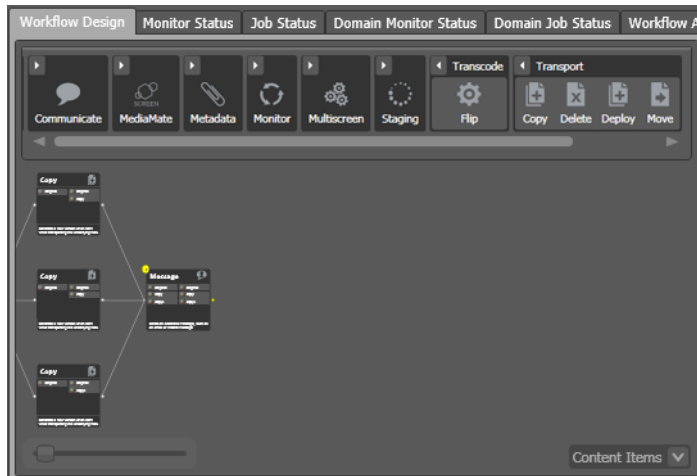 Workflow Design Monitor Status Job Status Domain Monitor Status Domain Job Status Workflow A
Transcode Transport
SCREEN
Communicate MediaMate Metadata Monitor Multiscreen Staging Flip Copy Delete Deploy Move
Copy
Copy
Message
Copy
Content Items